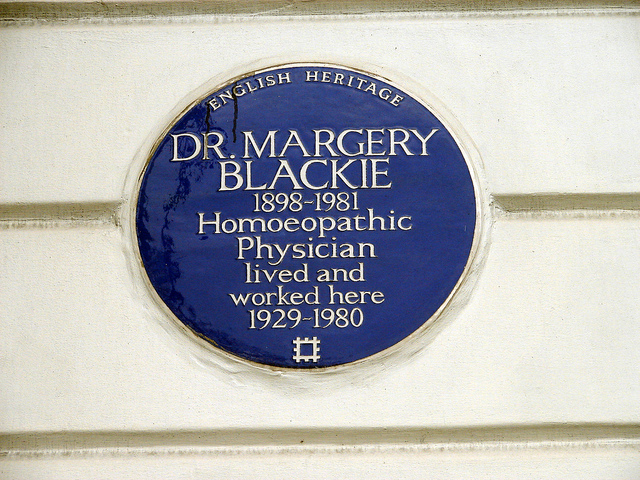 ENGLISH HERITAGE
DR. MARGERY
BLACKIE
1898-1981
Homoeopathic
Physician
lived and
worked here
1929-1980